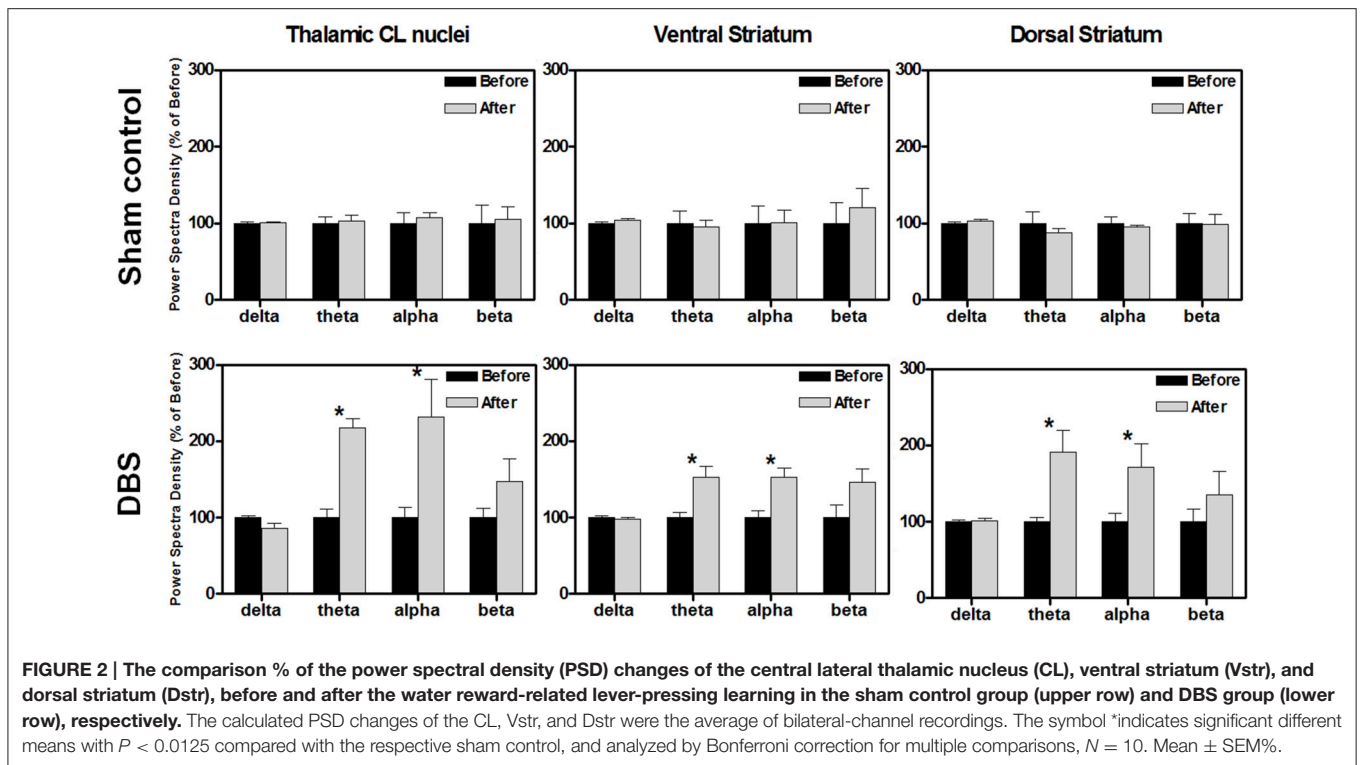 Thalamic CL nuclei
Ventral Striatum
Dorsal Striatum
Sham control
Power Spectra Density (% of Before)
300
200
100
0
Before
After
delta theta alpha beta
300
200
100
0
Before
After
delta theta alpha beta
300
200
100
0
Before
After
delta theta alpha beta
DBS
Power Spectra Density (% of Before)
300
200
100
0
Before
After
* *
delta theta alpha beta
300
200
100
0
Before
After
* *
delta theta alpha beta
300
200
100
0
Before
After
* *
delta theta alpha beta
FIGURE 2 | The comparison % of the power spectral density (PSD) changes of the central lateral thalamic nucleus (CL), ventral striatum (Vstr), and
dorsal striatum (Dstr), before and after the water reward-related lever-pressing learning in the sham control group (upper row) and DBS group (lower
row), respectively. The calculated PSD changes of the CL, Vstr, and Dstr were the average of bilateral-channel recordings. The symbol *indicates significant different
means with P < 0.0125 compared with the respective sham control, and analyzed by Bonferroni correction for multiple comparisons, N = 10. Mean ± SEM%.